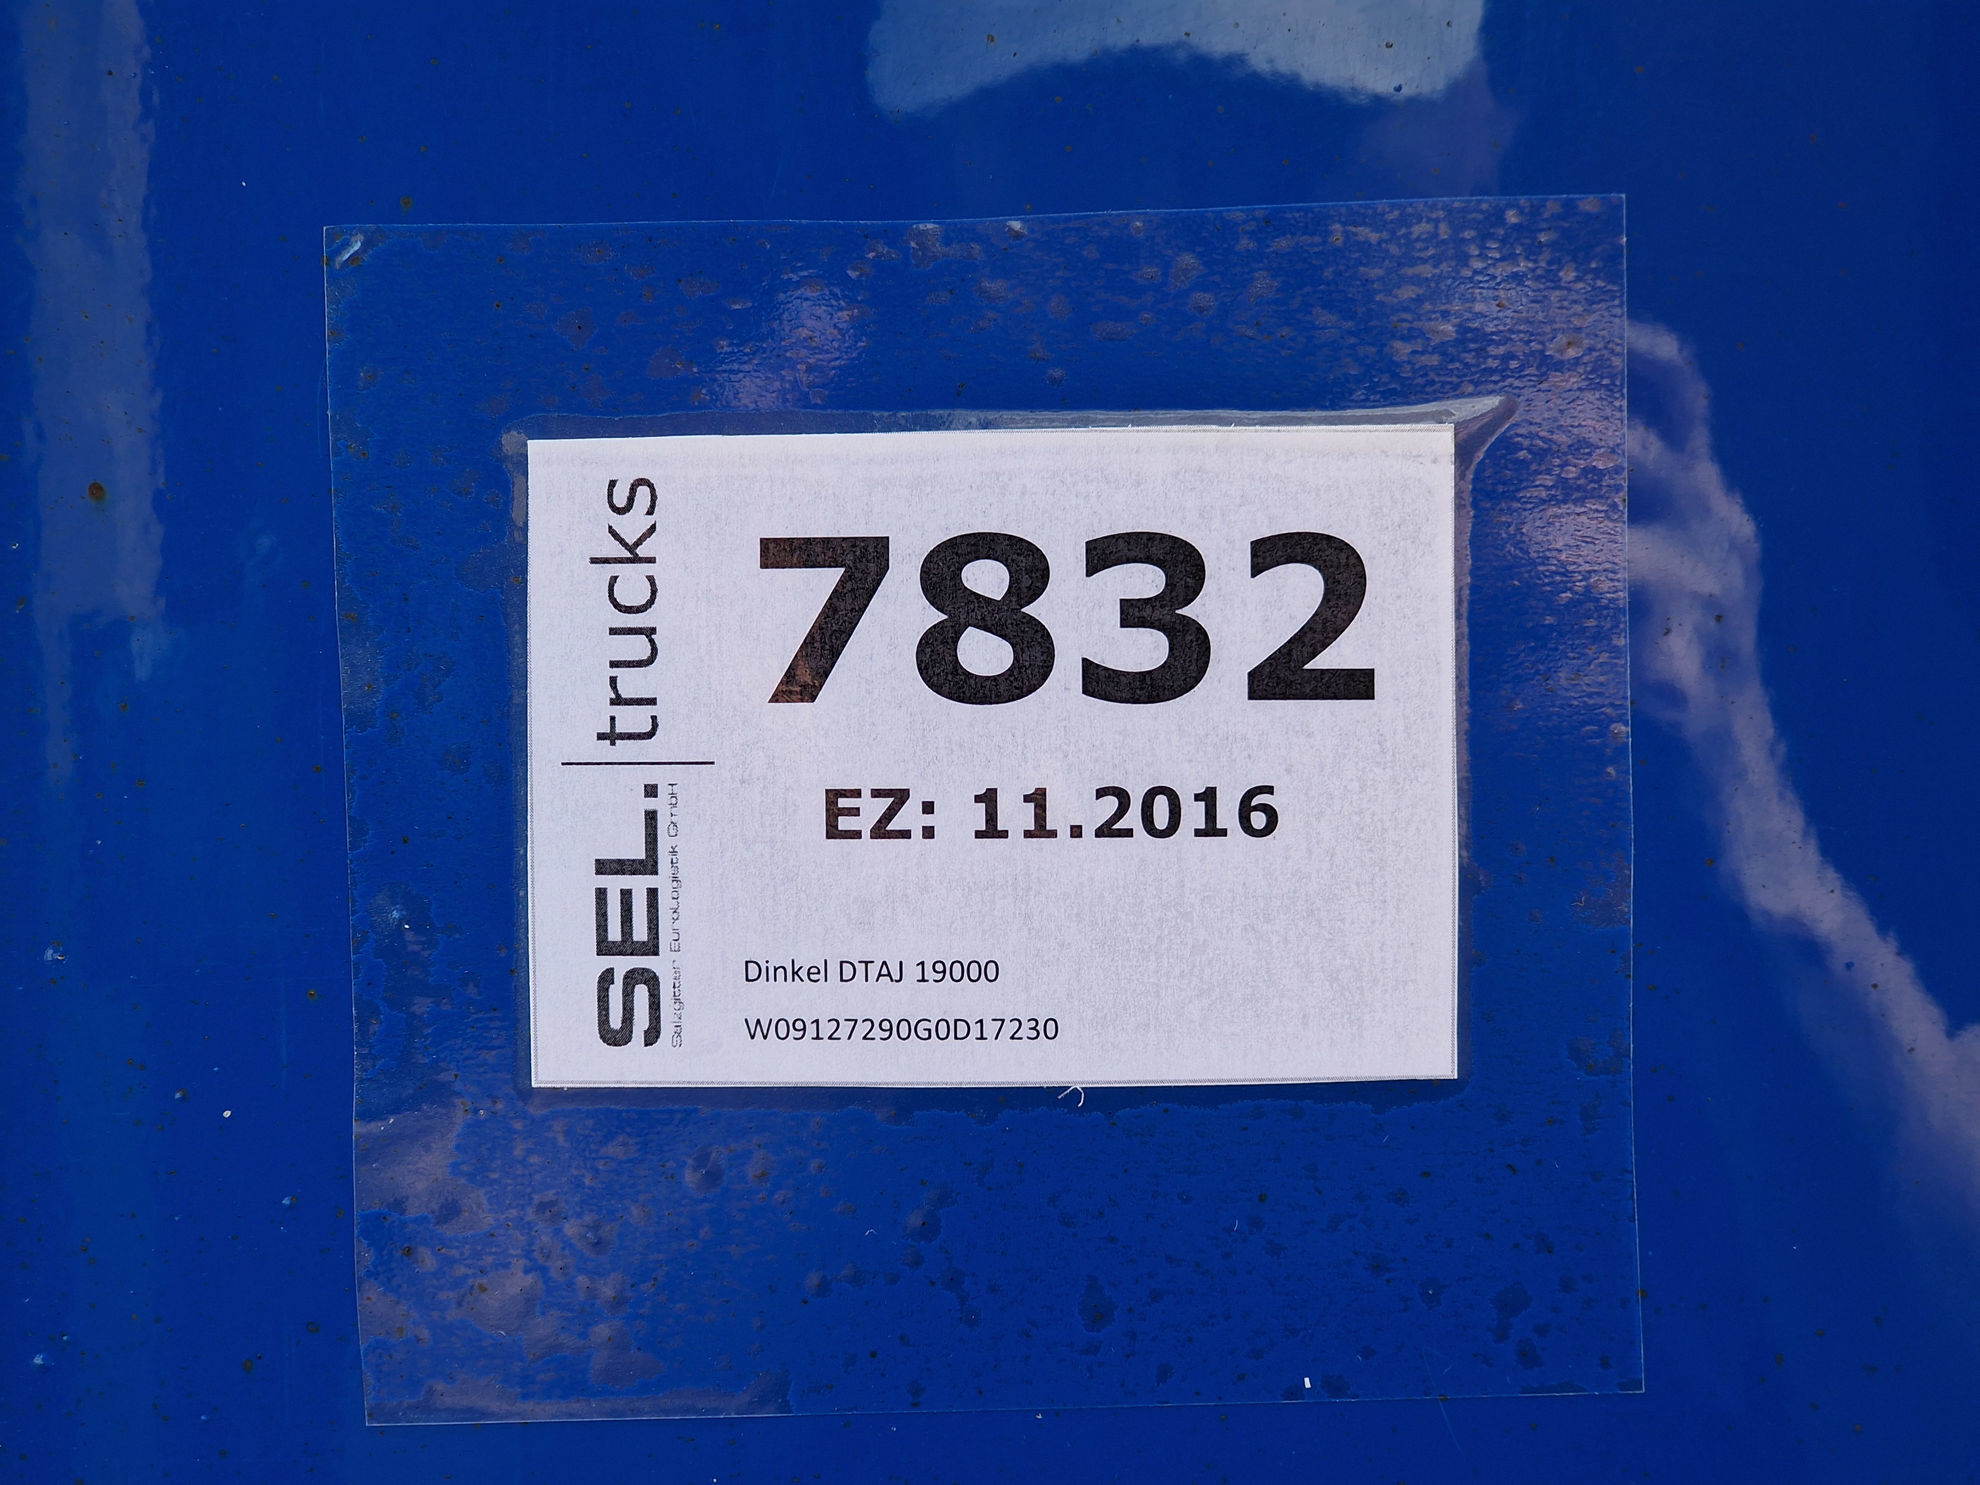 SEL. | trucks
Salzgitter EuroLogistik GmbH
7832
EZ: 11.2016
Dinkel DTAJ 19000
W09127290G0D17230